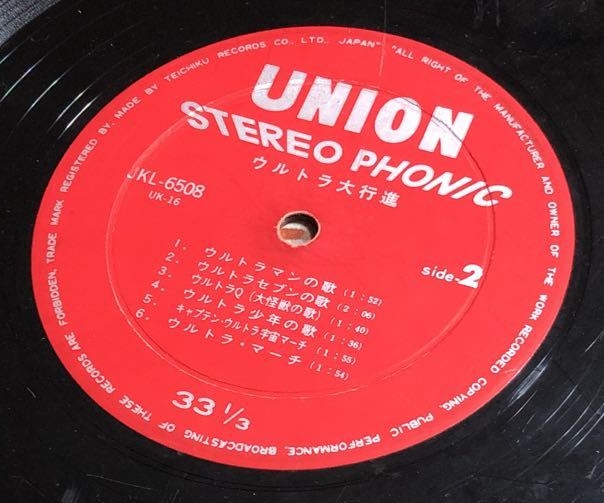 UNION
STEREO PHONIC
ウルトラ大行進
JKL-6508
UK-16
side-2
1. ウルトラマンの歌 (1:52)
2. ウルトラセブンの歌 (2:06)
3. ウルトラQ (大怪獣の歌) (1:40)
4. ウルトラ少年の歌 (1:36)
5. キャプテン・ウルトラ宇宙マーチ (1:55)
6. ウルトラ・マーチ (1:54)
33 1/3
TRADE MARK REGISTERED BY, MADE BY TEICHIKU RECORDS CO., LTD., JAPAN "ALL RIGHT OF THE MANUFACTURER AND OWNER OF THE WORK RECORDED COPYING, PUBLIC PERFORMANCE, BROADCASTING OF THESE RECORDS ARE FORBIDDEN,